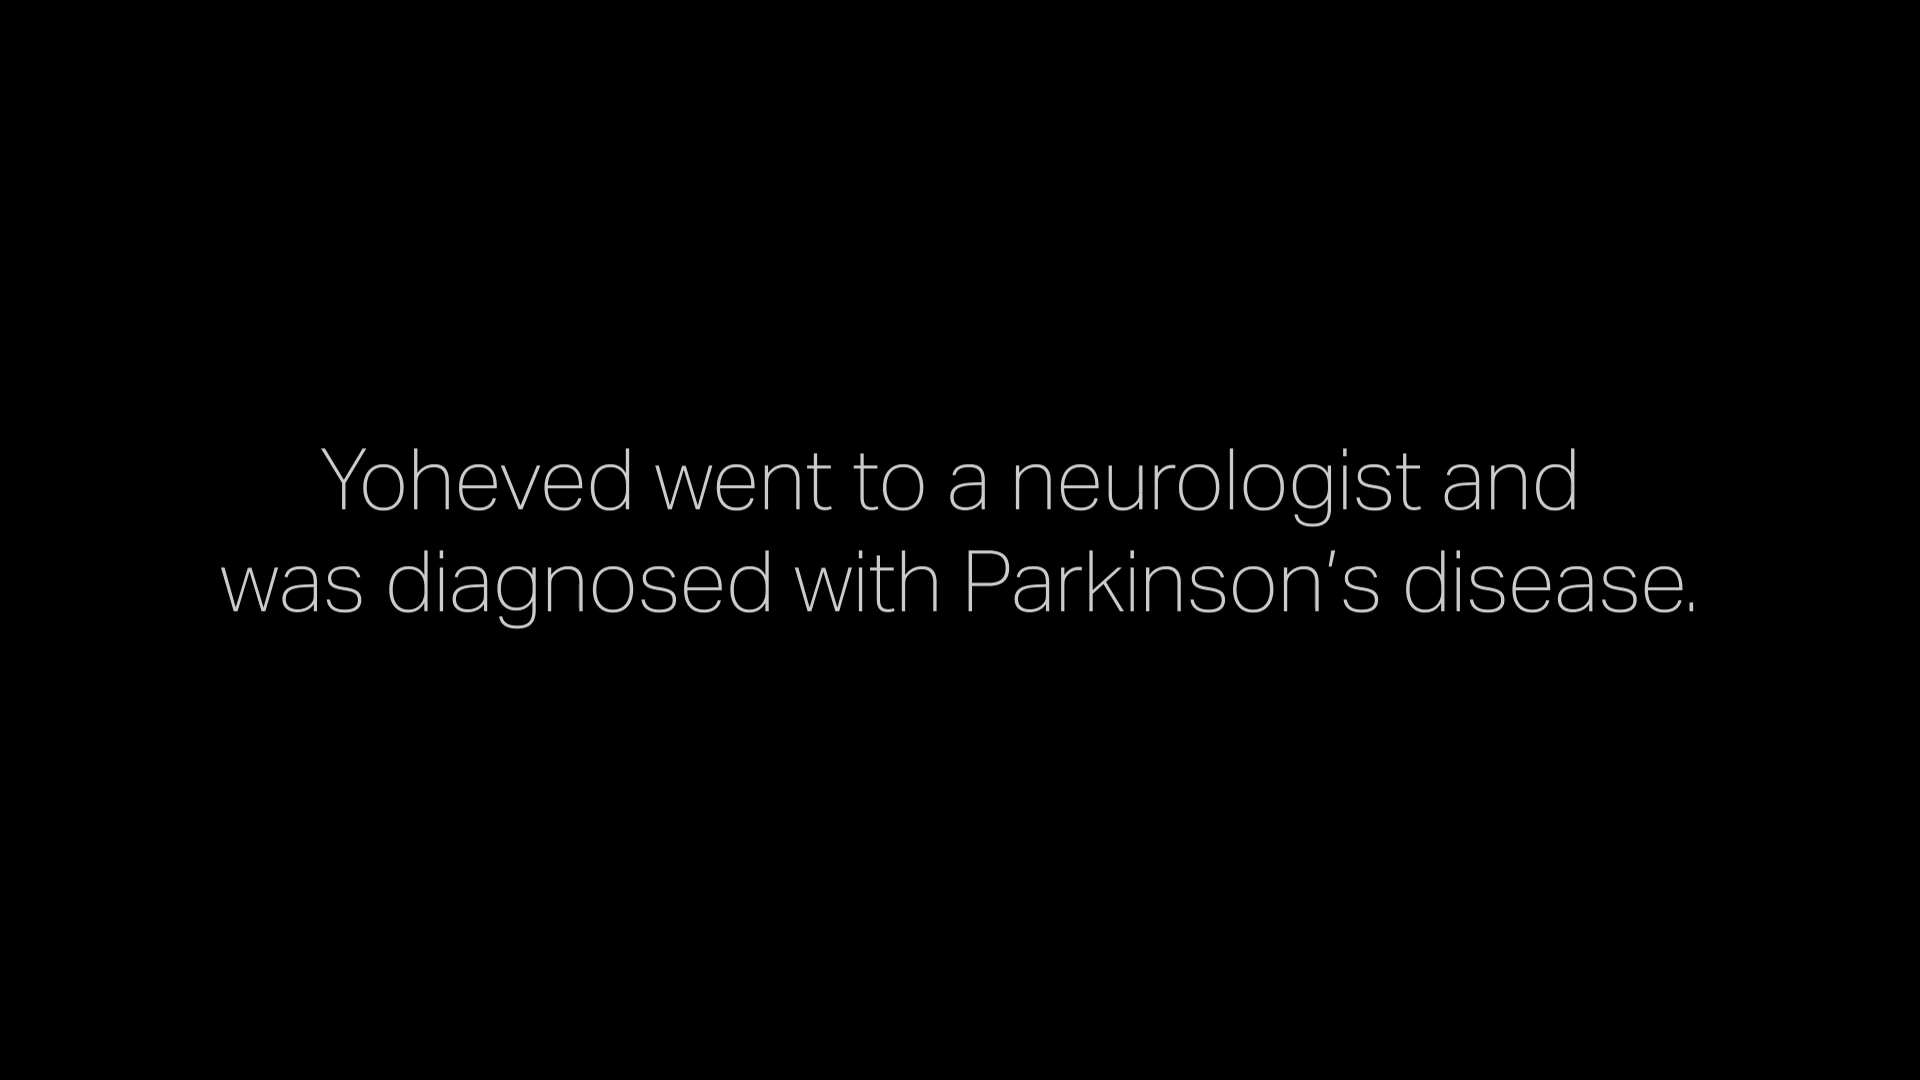 Yoheved went to a neurologist and
was diagnosed with Parkinson’s disease.